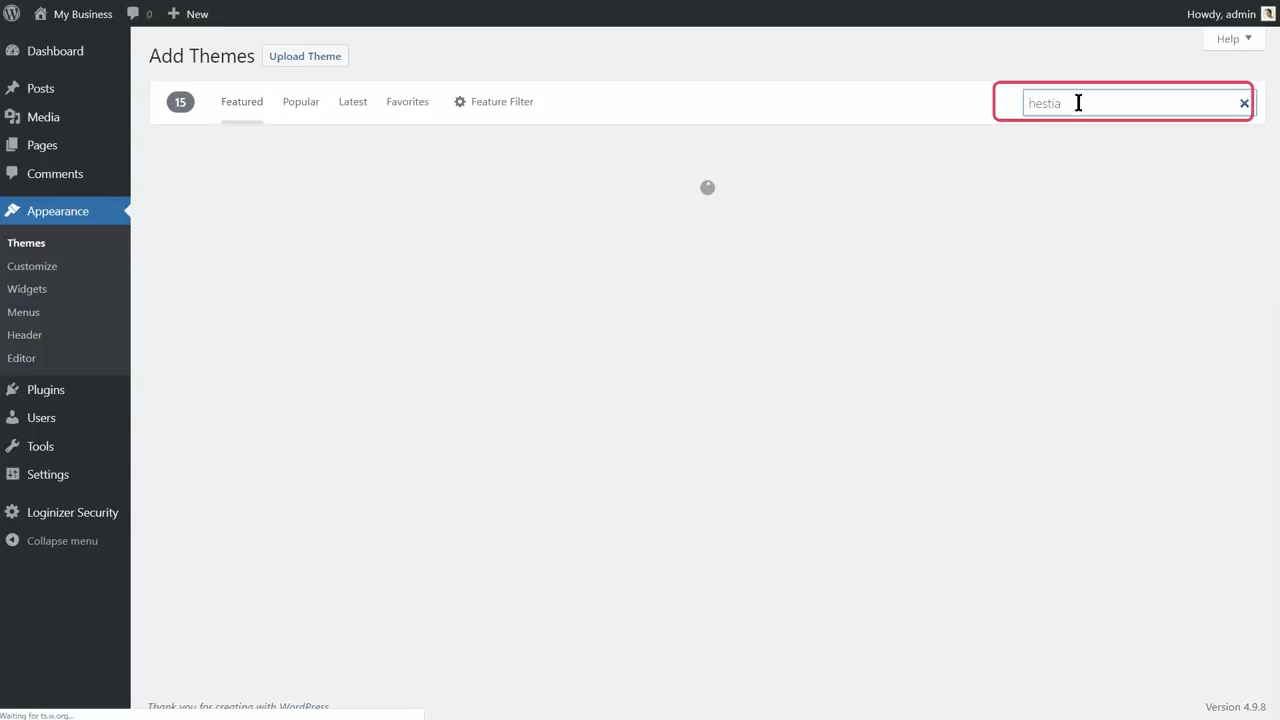 My Business 0 New Howdy, admin
Help
Add Themes Upload Theme
15 Featured Popular Latest Favorites Feature Filter hestia
Dashboard
Posts
Media
Pages
Comments
Appearance
Themes
Customize
Widgets
Menus
Header
Editor
Plugins
Users
Tools
Settings
Loginizer Security
Collapse menu
Thank you for creating with WordPress
Version 4.9.8
Waiting for ts.w.org...